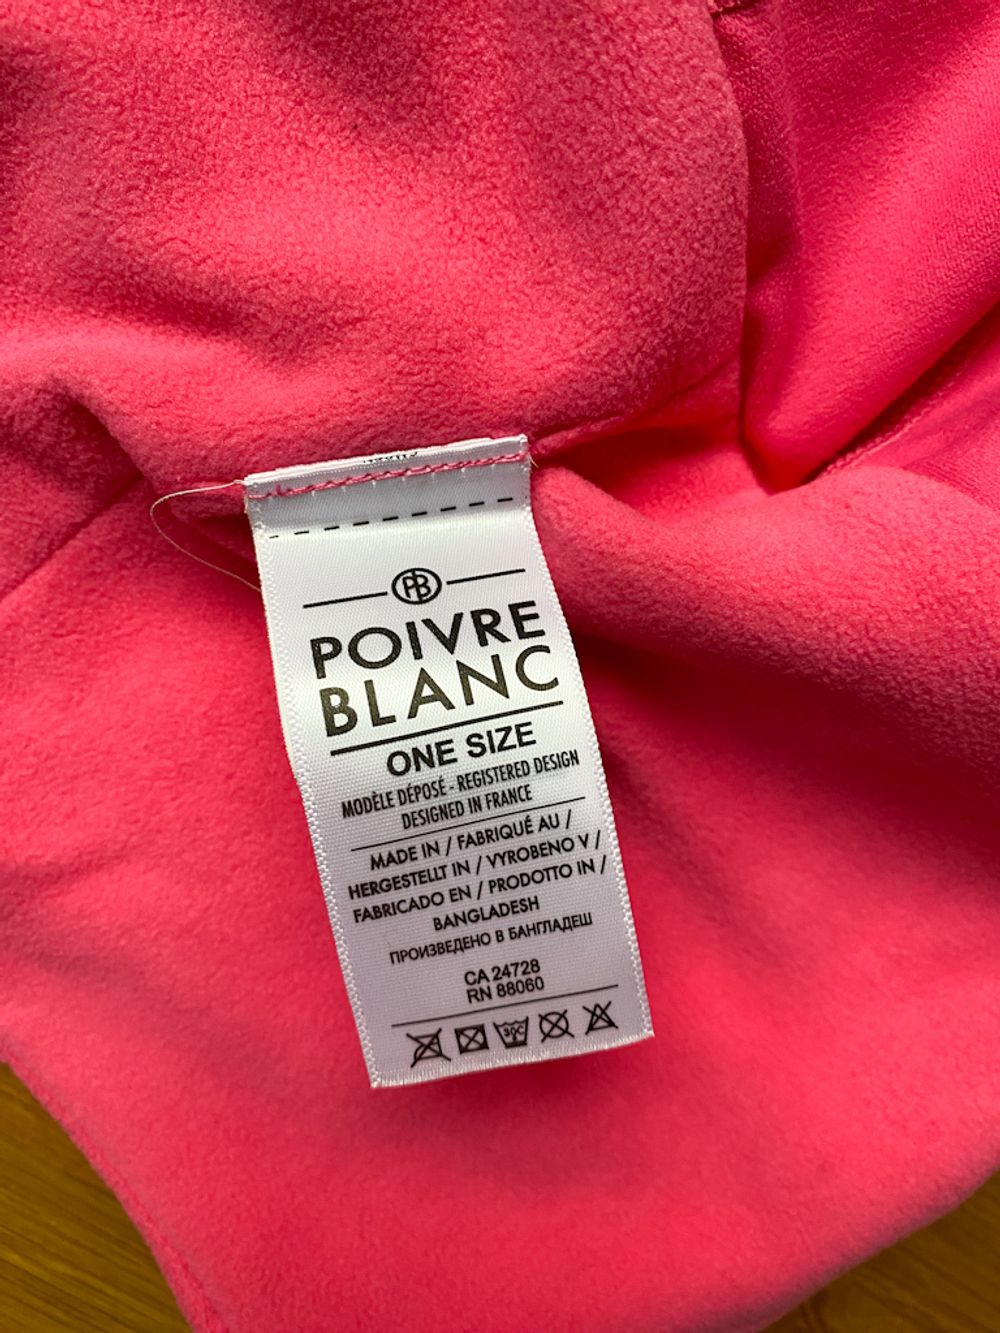 PB
POIVRE
BLANC
ONE SIZE
MODÈLE DÉPOSÉ - REGISTERED DESIGN
DESIGNED IN FRANCE
MADE IN / FABRIQUÉ AU /
HERGESTELLT IN / VYROBENO V /
FABRICADO EN / PRODOTTO IN /
BANGLADESH
ПРОИЗВЕДЕНО В БАНГЛАДЕШ
CA 24728
RN 88060
30C